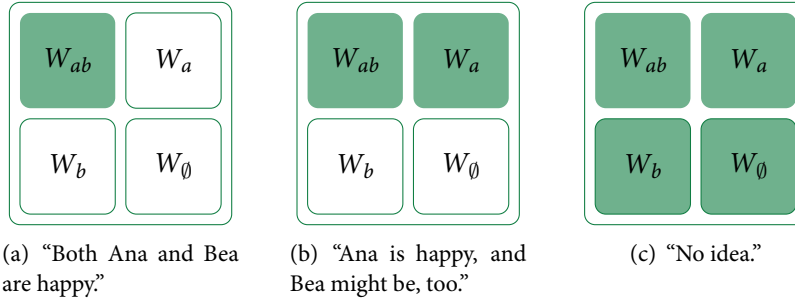 W_ab W_a
W_b W_∅
W_ab W_a
W_b W_∅
W_ab W_a
W_b W_∅
(a) “Both Ana and Bea
are happy.”
(b) “Ana is happy, and
Bea might be, too.”
(c) “No idea.”